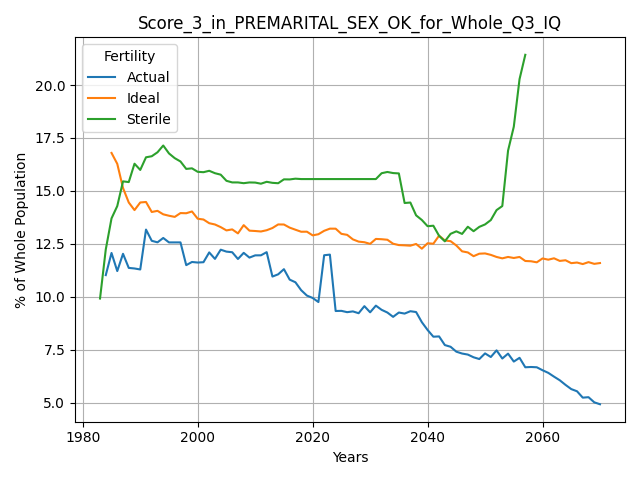 Score_3_in_PREMARITAL_SEX_OK_for_Whole_Q3_IQ
Fertility
Actual
Ideal
Sterile
% of Whole Population
20.0
17.5
15.0
12.5
10.0
7.5
5.0
1980 2000 2020 2040 2060
Years